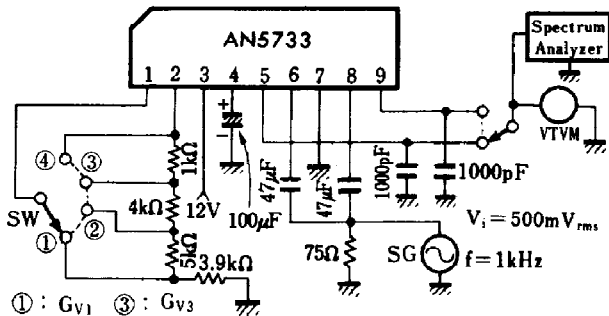 AN5733
Spectrum
Analyzer
1 2 3 4 5 6 7 8 9
+
−
VTVM
④ ③
1kΩ
47μF
47μF
1000pF
1000pF
SW
4kΩ
12V
100μF
① ②
Vi=500mVrms
5kΩ
75Ω
SG
f=1kHz
3.9kΩ
①：GV1 ③：GV3